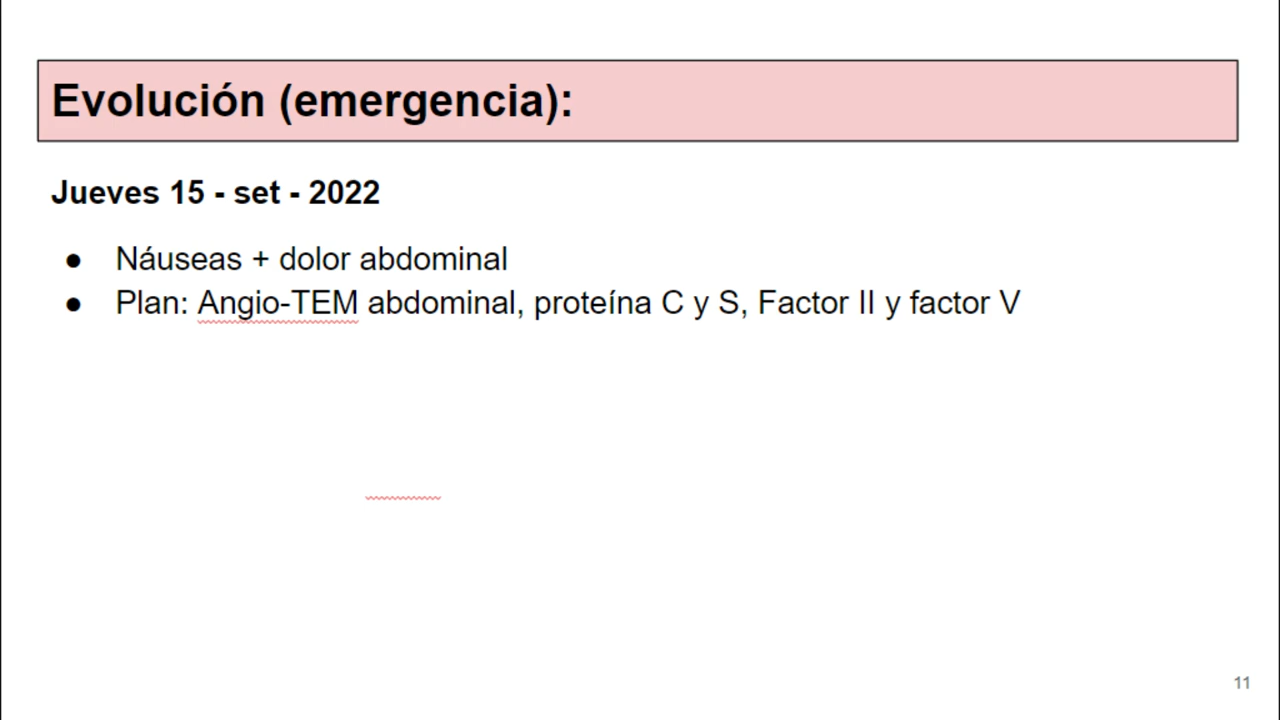 Evolución (emergencia):
Jueves 15 - set - 2022
● Náuseas + dolor abdominal
● Plan: Angio-TEM abdominal, proteína C y S, Factor II y factor V
11